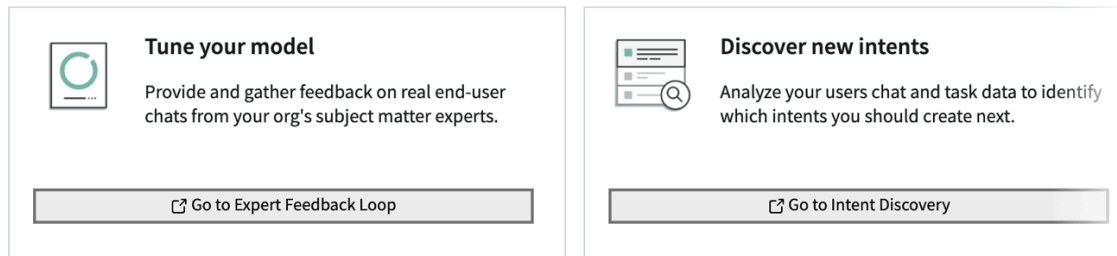 Tune your model
Provide and gather feedback on real end-user
chats from your org's subject matter experts.
Go to Expert Feedback Loop
Discover new intents
Analyze your users chat and task data to identify
which intents you should create next.
Go to Intent Discovery